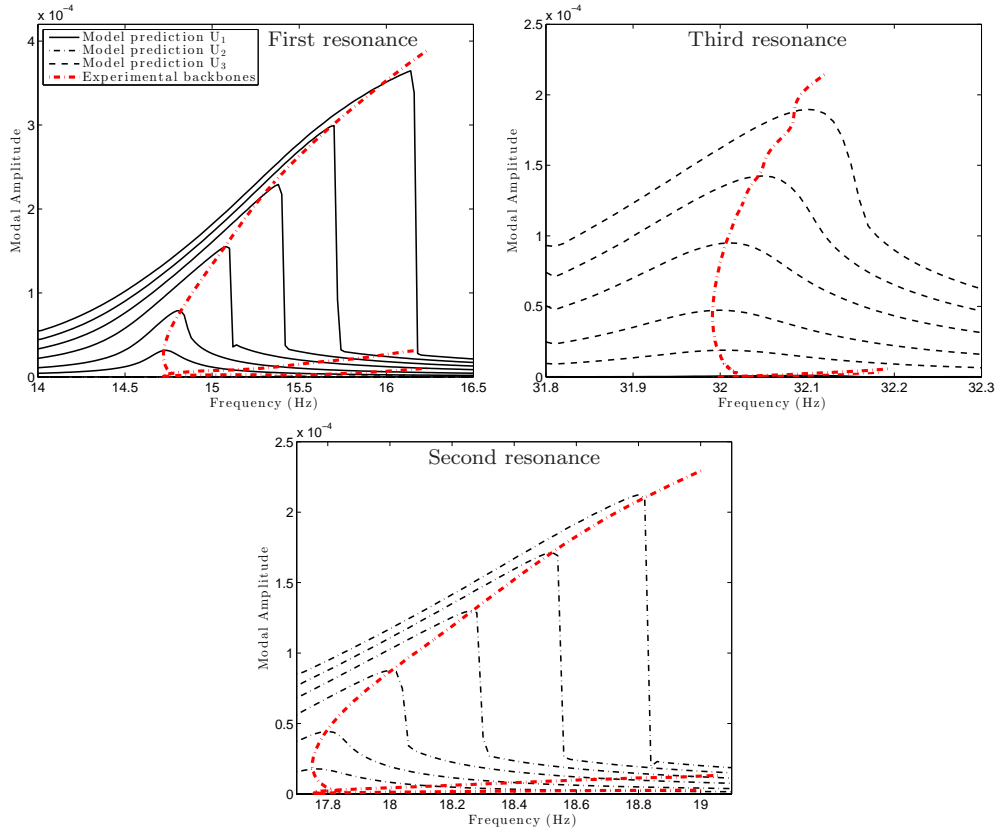 x 10⁻⁴
First resonance
Model prediction U₁
Model prediction U₂
Model prediction U₃
Experimental backbones
Modal Amplitude
4
3
2
1
0
14
14.5
15
15.5
16
16.5
Frequency (Hz)
x 10⁻⁴
Third resonance
Modal Amplitude
2.5
2
1.5
1
0.5
0
31.8
31.9
32
32.1
32.2
32.3
Frequency (Hz)
x 10⁻⁴
Second resonance
Modal Amplitude
2.5
2
1.5
1
0.5
0
17.8
18
18.2
18.4
18.6
18.8
19
Frequency (Hz)